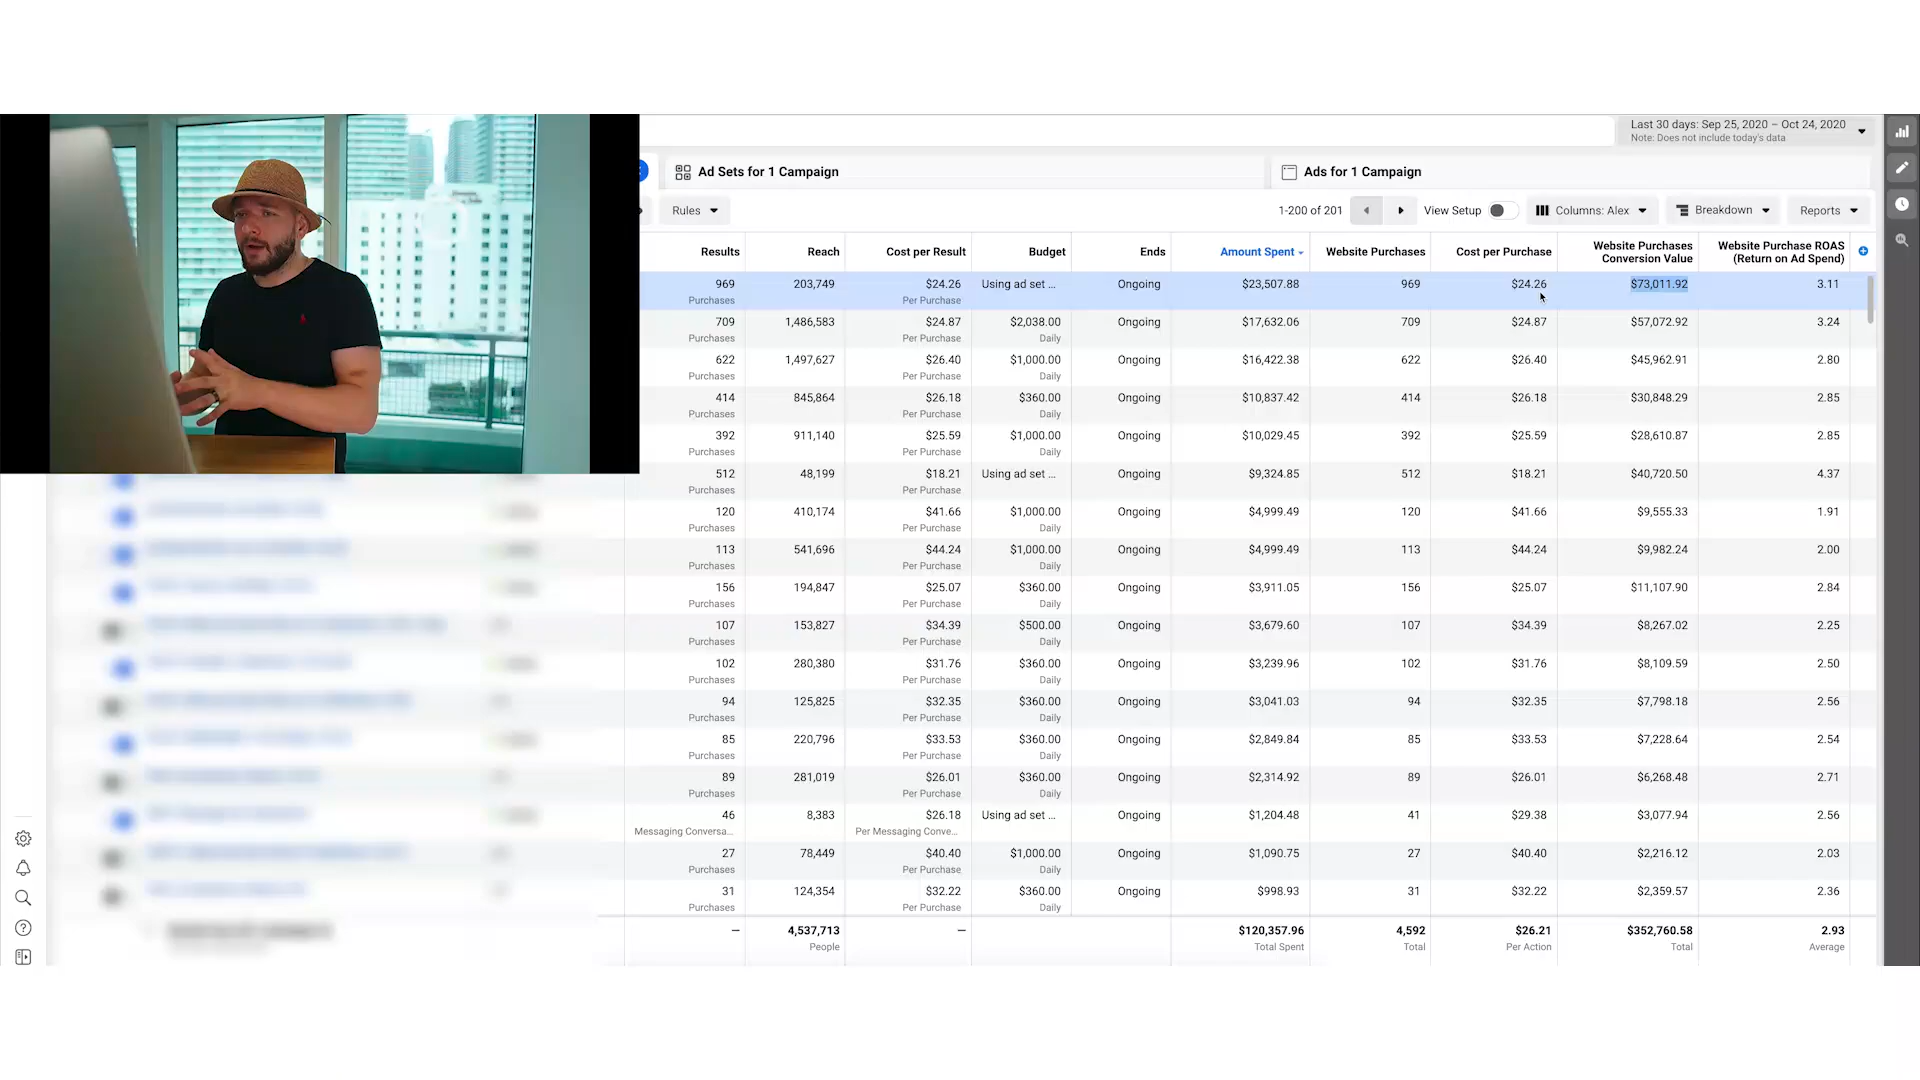 Last 30 days: Sep 25, 2020 – Oct 24, 2020
Note: Does not include today's data
Ad Sets for 1 Campaign
Ads for 1 Campaign
Rules
1-200 of 201
View Setup
Columns: Alex
Breakdown
Reports
Results Reach Cost per Result Budget Ends Amount Spent Website Purchases Cost per Purchase Website Purchases Conversion Value Website Purchase ROAS (Return on Ad Spend)
969 203,749 $24.26 Using ad set ... Ongoing $23,507.88 969 $24.26 $73,011.92 3.11
Purchases Per Purchase
709 1,486,583 $24.87 $2,038.00 Ongoing $17,632.06 709 $24.87 $57,072.92 3.24
Purchases Per Purchase Daily
622 1,497,627 $26.40 $1,000.00 Ongoing $16,422.38 622 $26.40 $45,962.91 2.80
Purchases Per Purchase Daily
414 845,864 $26.18 $360.00 Ongoing $10,837.42 414 $26.18 $30,848.29 2.85
Purchases Per Purchase Daily
392 911,140 $25.59 $1,000.00 Ongoing $10,029.45 392 $25.59 $28,610.87 2.85
Purchases Per Purchase Daily
512 48,199 $18.21 Using ad set ... Ongoing $9,324.85 512 $18.21 $40,720.50 4.37
Purchases Per Purchase
120 410,174 $41.66 $1,000.00 Ongoing $4,999.49 120 $41.66 $9,555.33 1.91
Purchases Per Purchase Daily
113 541,696 $44.24 $1,000.00 Ongoing $4,999.49 113 $44.24 $9,982.24 2.00
Purchases Per Purchase Daily
156 194,847 $25.07 $360.00 Ongoing $3,911.05 156 $25.07 $11,107.90 2.84
Purchases Per Purchase Daily
107 153,827 $34.39 $500.00 Ongoing $3,679.60 107 $34.39 $8,267.02 2.25
Purchases Per Purchase Daily
102 280,380 $31.76 $360.00 Ongoing $3,239.96 102 $31.76 $8,109.59 2.50
Purchases Per Purchase Daily
94 125,825 $32.35 $360.00 Ongoing $3,041.03 94 $32.35 $7,798.18 2.56
Purchases Per Purchase Daily
85 220,796 $33.53 $360.00 Ongoing $2,849.84 85 $33.53 $7,228.64 2.54
Purchases Per Purchase Daily
89 281,019 $26.01 $360.00 Ongoing $2,314.92 89 $26.01 $6,268.48 2.71
Purchases Per Purchase Daily
46 8,383 $26.18 Using ad set ... Ongoing $1,204.48 41 $29.38 $3,077.94 2.56
Messaging Conversa... Per Messaging Conve...
27 78,449 $40.40 $1,000.00 Ongoing $1,090.75 27 $40.40 $2,216.12 2.03
Purchases Per Purchase Daily
31 124,354 $32.22 $360.00 Ongoing $998.93 31 $32.22 $2,359.57 2.36
Purchases Per Purchase Daily
— 4,537,713 — $120,357.96 4,592 $26.21 $352,760.58 2.93
People Total Spent Total Per Action Total Average